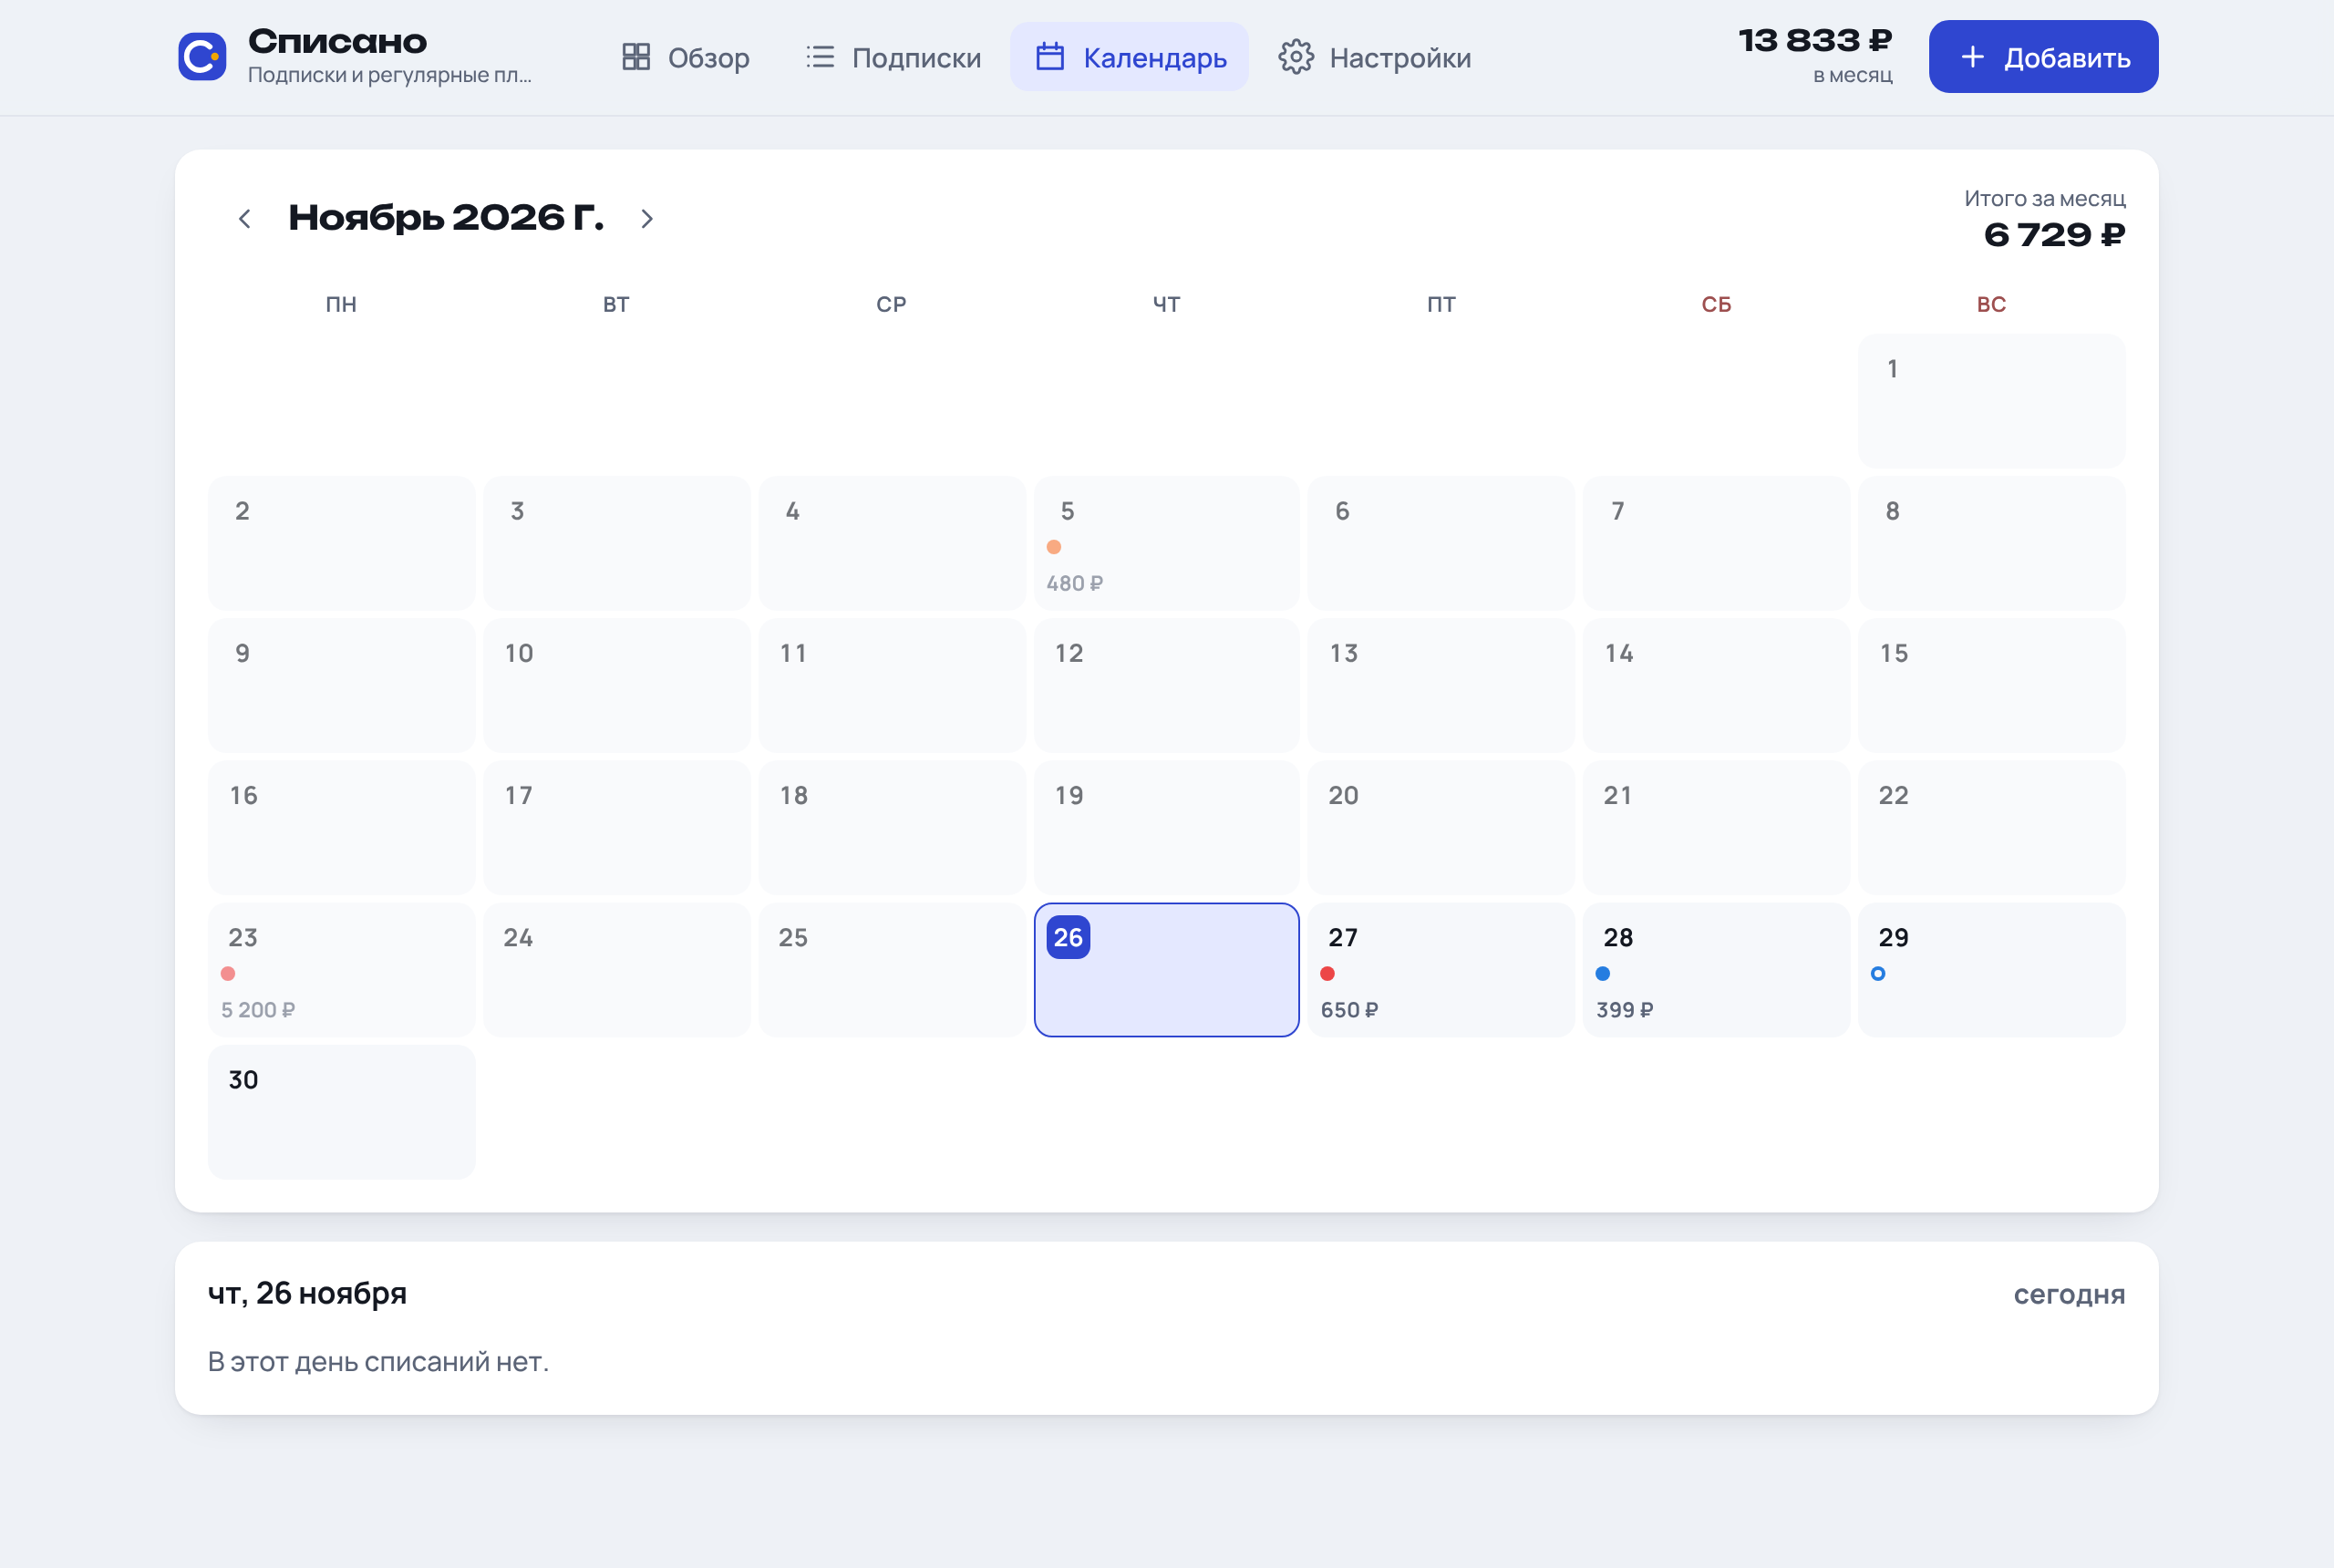 Списано
Подписки и регулярные пл...
Обзор
Подписки
Календарь
Настройки
13 833 ₽
в месяц
Добавить
Ноябрь 2026 Г.
Итого за месяц
6 729 ₽
ПН ВТ СР ЧТ ПТ СБ ВС
1
2 3 4 5 6 7 8
480 ₽
9 10 11 12 13 14 15
16 17 18 19 20 21 22
23 24 25 26 27 28 29
5 200 ₽ 650 ₽ 399 ₽
30
чт, 26 ноября
сегодня
В этот день списаний нет.